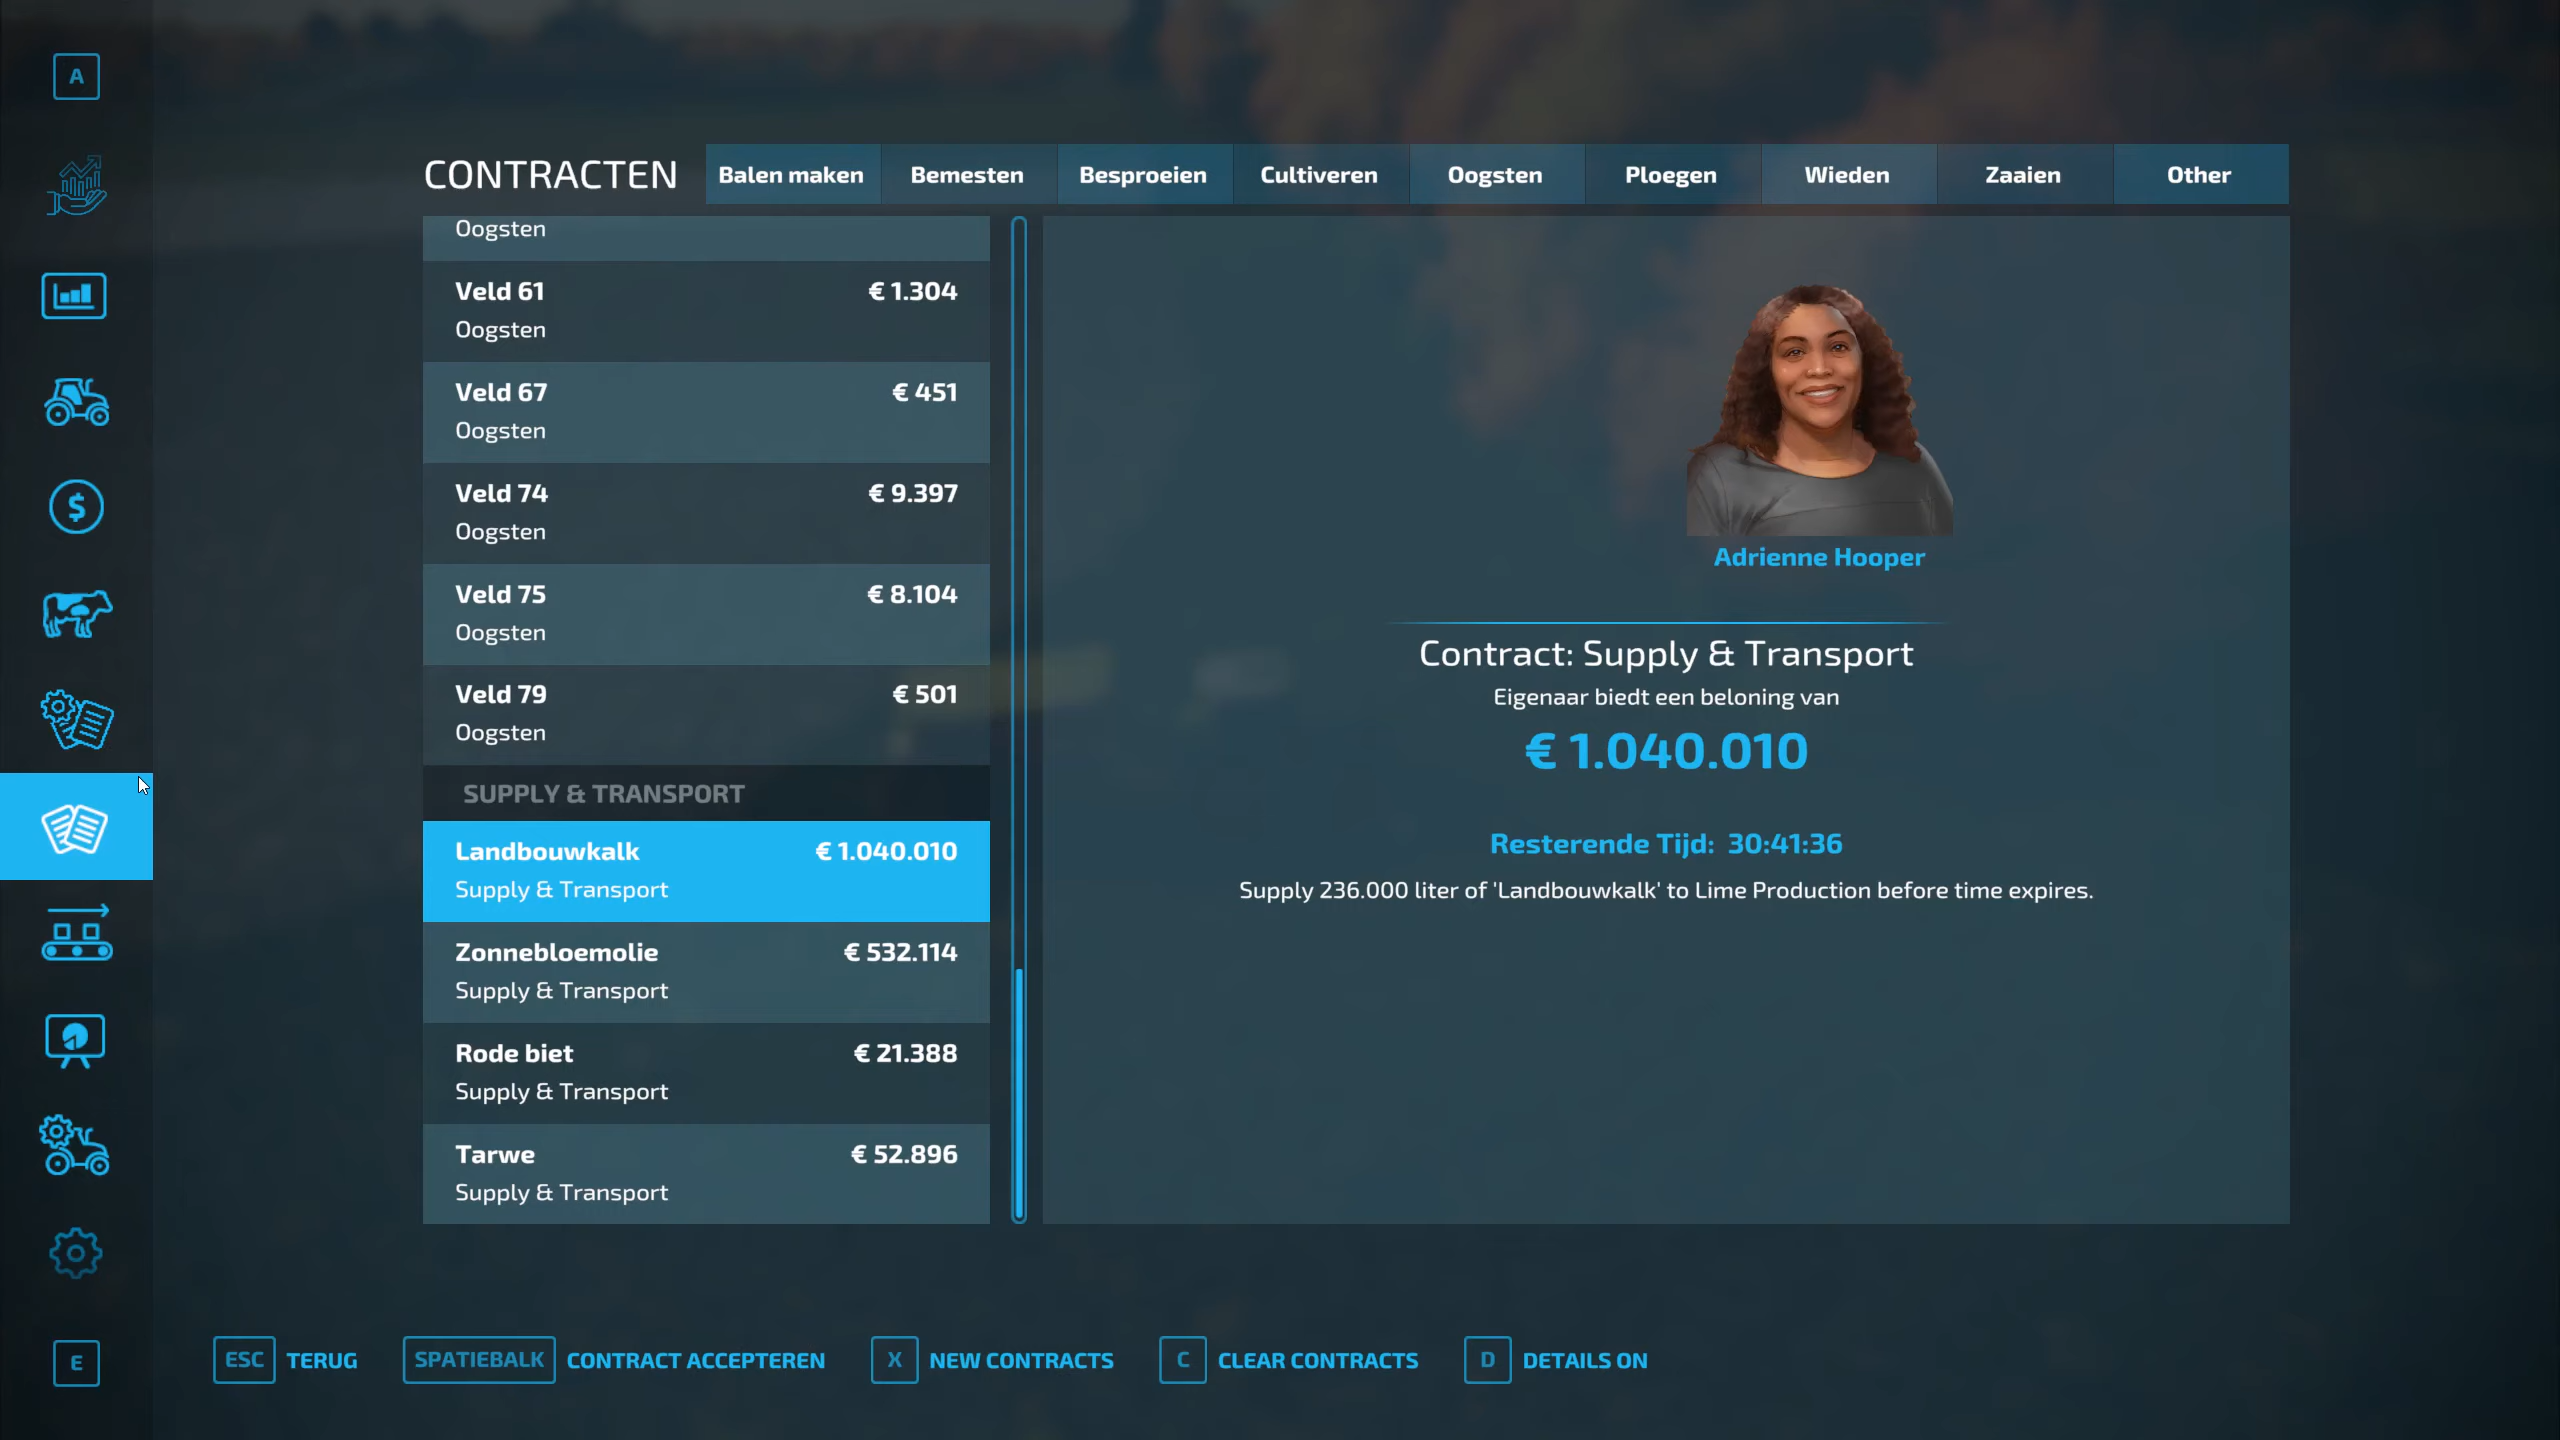 A
CONTRACTEN
Balen maken
Bemesten
Besproeien
Cultiveren
Oogsten
Ploegen
Wieden
Zaaien
Other
Oogsten
Veld 61
€ 1.304
Oogsten
Veld 67
€ 451
Oogsten
Veld 74
€ 9.397
Oogsten
Veld 75
€ 8.104
Oogsten
Veld 79
€ 501
Oogsten
SUPPLY & TRANSPORT
Landbouwkalk
€ 1.040.010
Supply & Transport
Zonnebloemolie
€ 532.114
Supply & Transport
Rode biet
€ 21.388
Supply & Transport
Tarwe
€ 52.896
Supply & Transport
Adrienne Hooper
Contract: Supply & Transport
Eigenaar biedt een beloning van
€ 1.040.010
Resterende Tijd: 30:41:36
Supply 236.000 liter of 'Landbouwkalk' to Lime Production before time expires.
E
ESC TERUG
SPATIEBALK CONTRACT ACCEPTEREN
X NEW CONTRACTS
C CLEAR CONTRACTS
D DETAILS ON